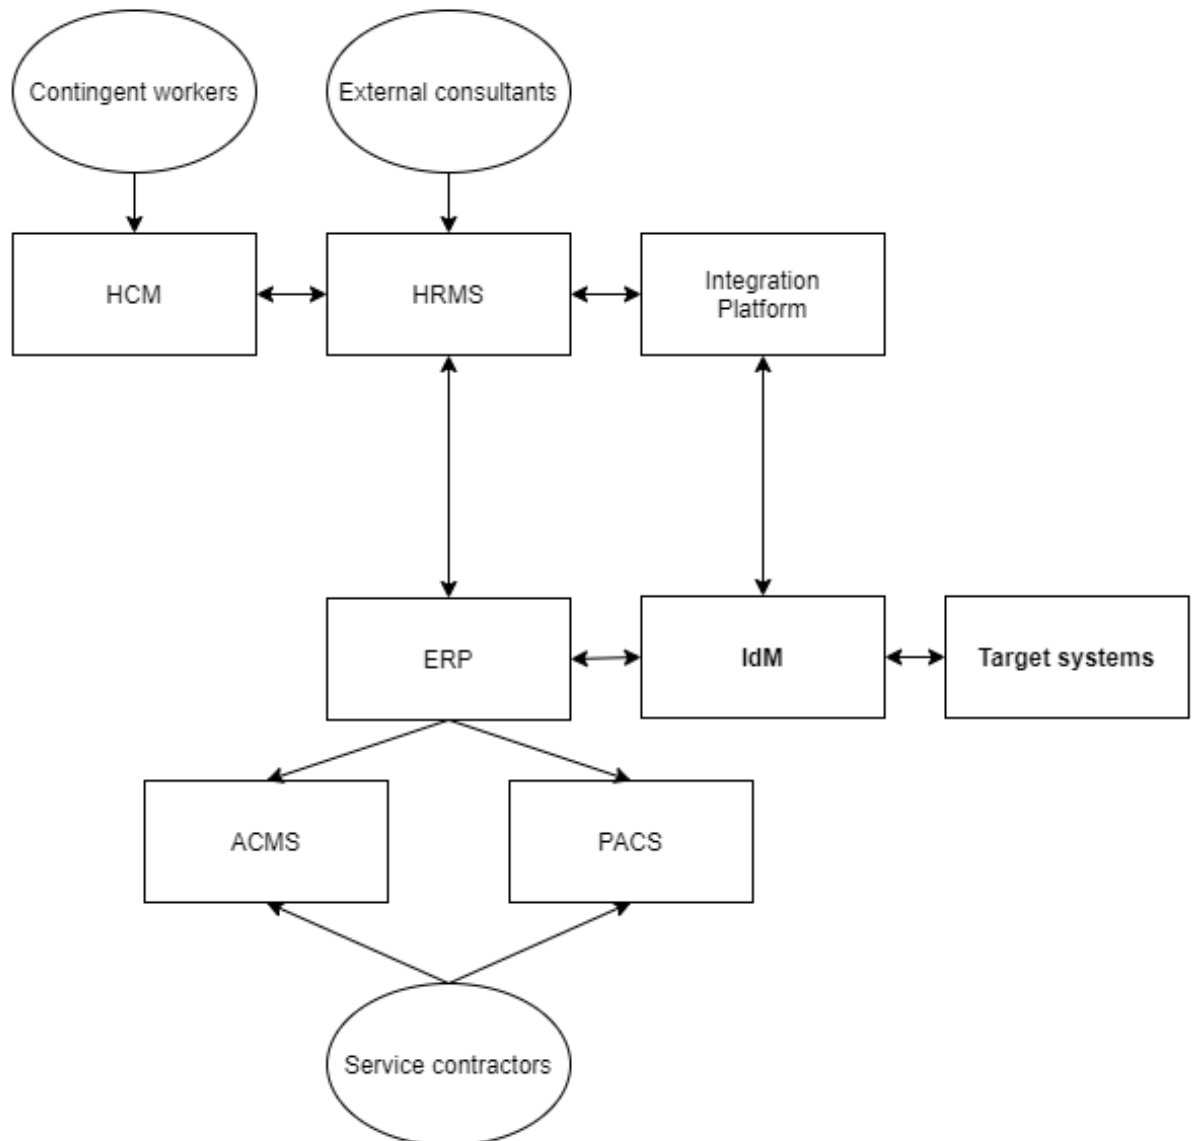 Contingent workers
External consultants
HCM
HRMS
Integration
Platform
ERP
IdM
Target systems
ACMS
PACS
Service contractors